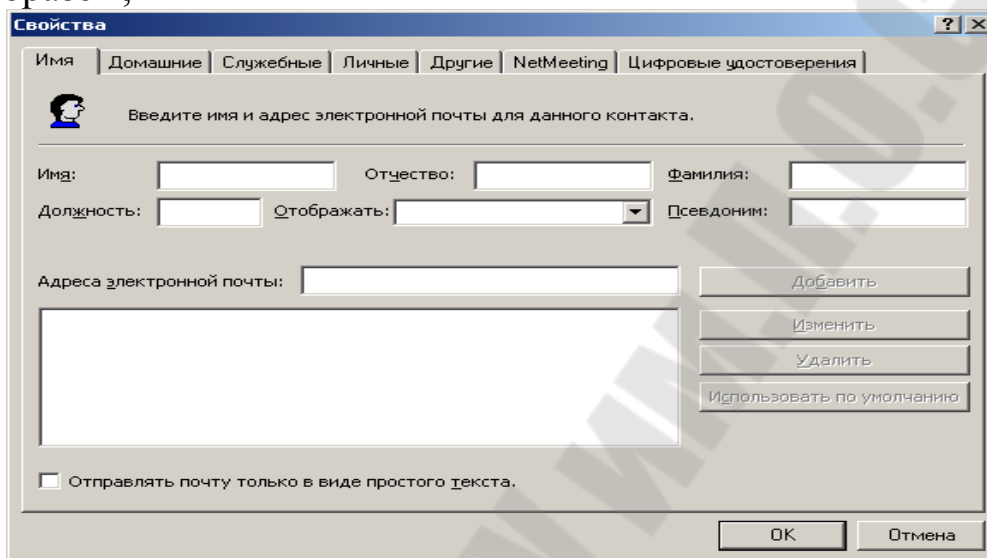 Свойства
Имя Домашние Служебные Личные Другие NetMeeting Цифровые удостоверения
Введите имя и адрес электронной почты для данного контакта.
Имя: Отчество: Фамилия:
Должность: Отображать: Псевдоним:
Адреса электронной почты: Добавить
Изменить
Удалить
Использовать по умолчанию
Отправлять почту только в виде простого текста.
OK Отмена